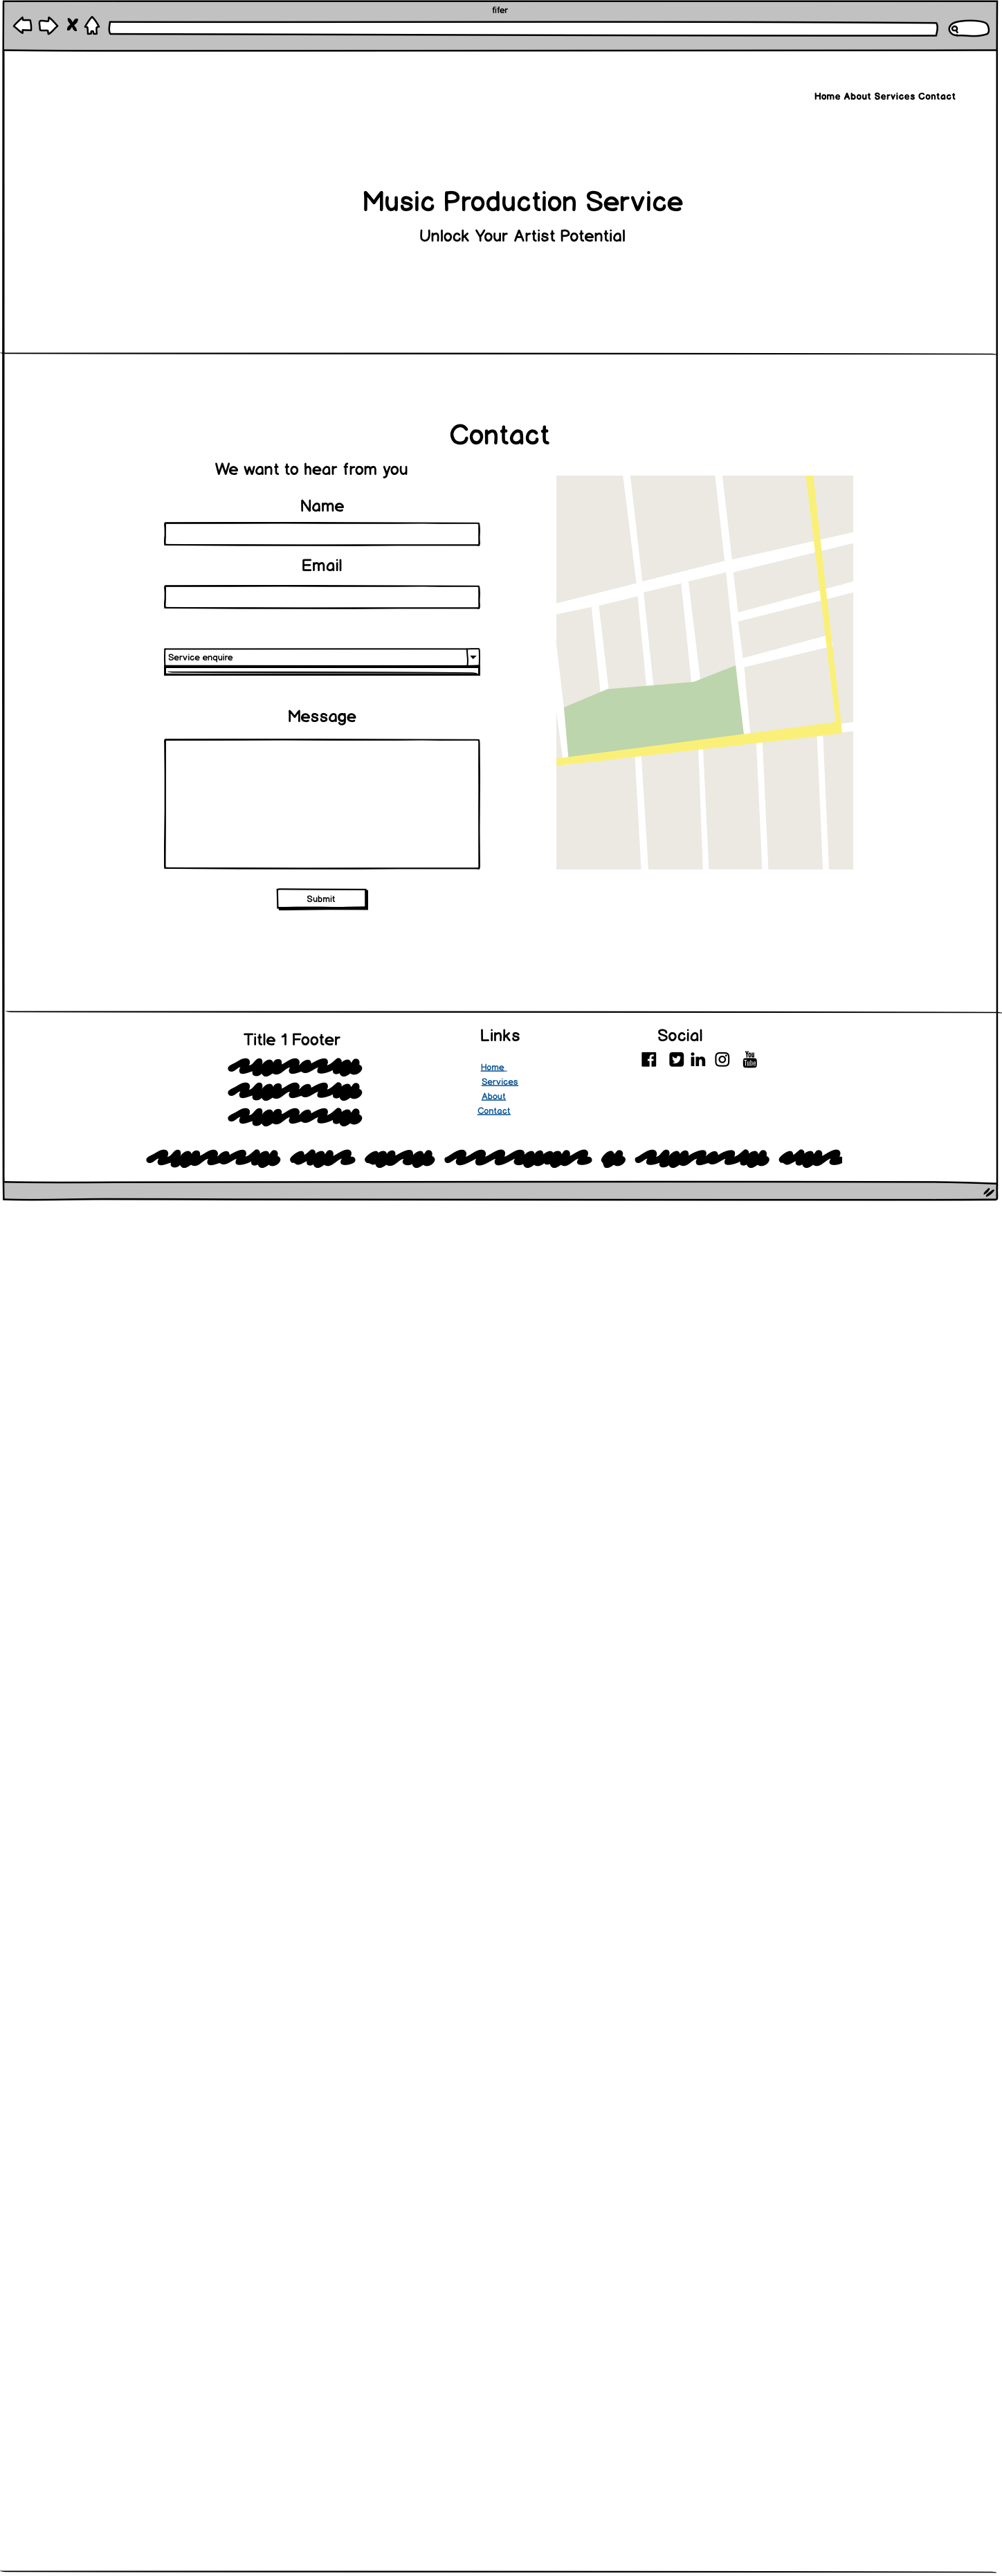 fifer
Home About Services Contact
Music Production Service
Unlock Your Artist Potential
Contact
We want to hear from you
Name
Email
Service enquire
Message
Submit
Title 1 Footer
Links
Social
You
Tube
Home
Services
About
Contact